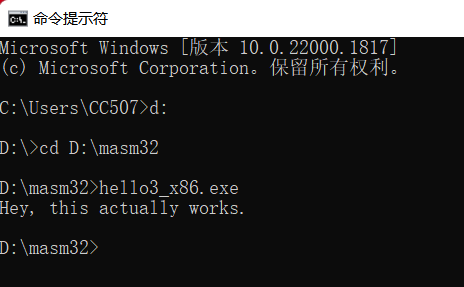 命令提示符
Microsoft Windows [版本 10.0.22000.1817]
(c) Microsoft Corporation。保留所有权利。
C:\Users\CC507>d:
D:\>cd D:\masm32
D:\masm32>hello3_x86.exe
Hey, this actually works.
D:\masm32>